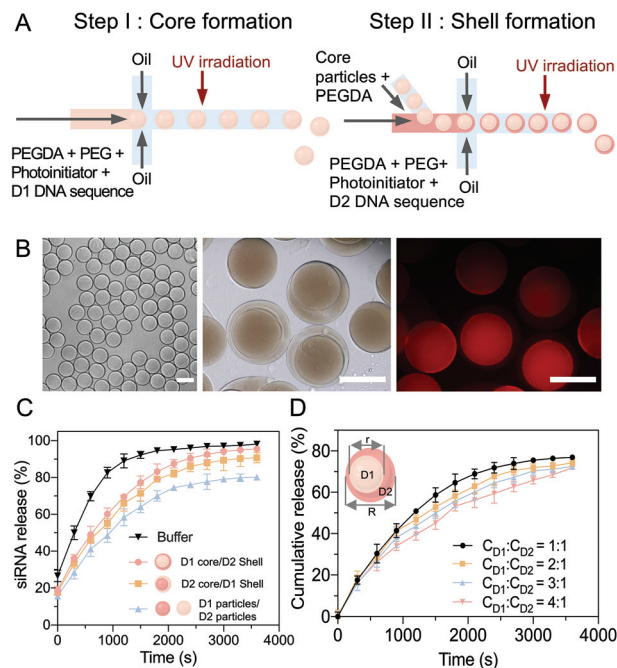 A
Step I : Core formation
Oil
UV irradiation
PEGDA + PEG +
Photoinitiator +
D1 DNA sequence
Oil
Step II : Shell formation
Core
particles +
PEGDA
Oil
UV irradiation
PEGDA + PEG+
Photoinitiator +
D2 DNA sequence
Oil
B
C
siRNA release (%)
100
80
60
40
20
0
0 1000 2000 3000 4000
Time (s)
Buffer
D1 core/D2 Shell
D2 core/D1 Shell
D1 particles/
D2 particles
D
Cumulative release (%)
80
60
40
20
0
0 1000 2000 3000 4000
Time (s)
r
D1
D2
R
C_D1:C_D2 = 1:1
C_D1:C_D2 = 2:1
C_D1:C_D2 = 3:1
C_D1:C_D2 = 4:1